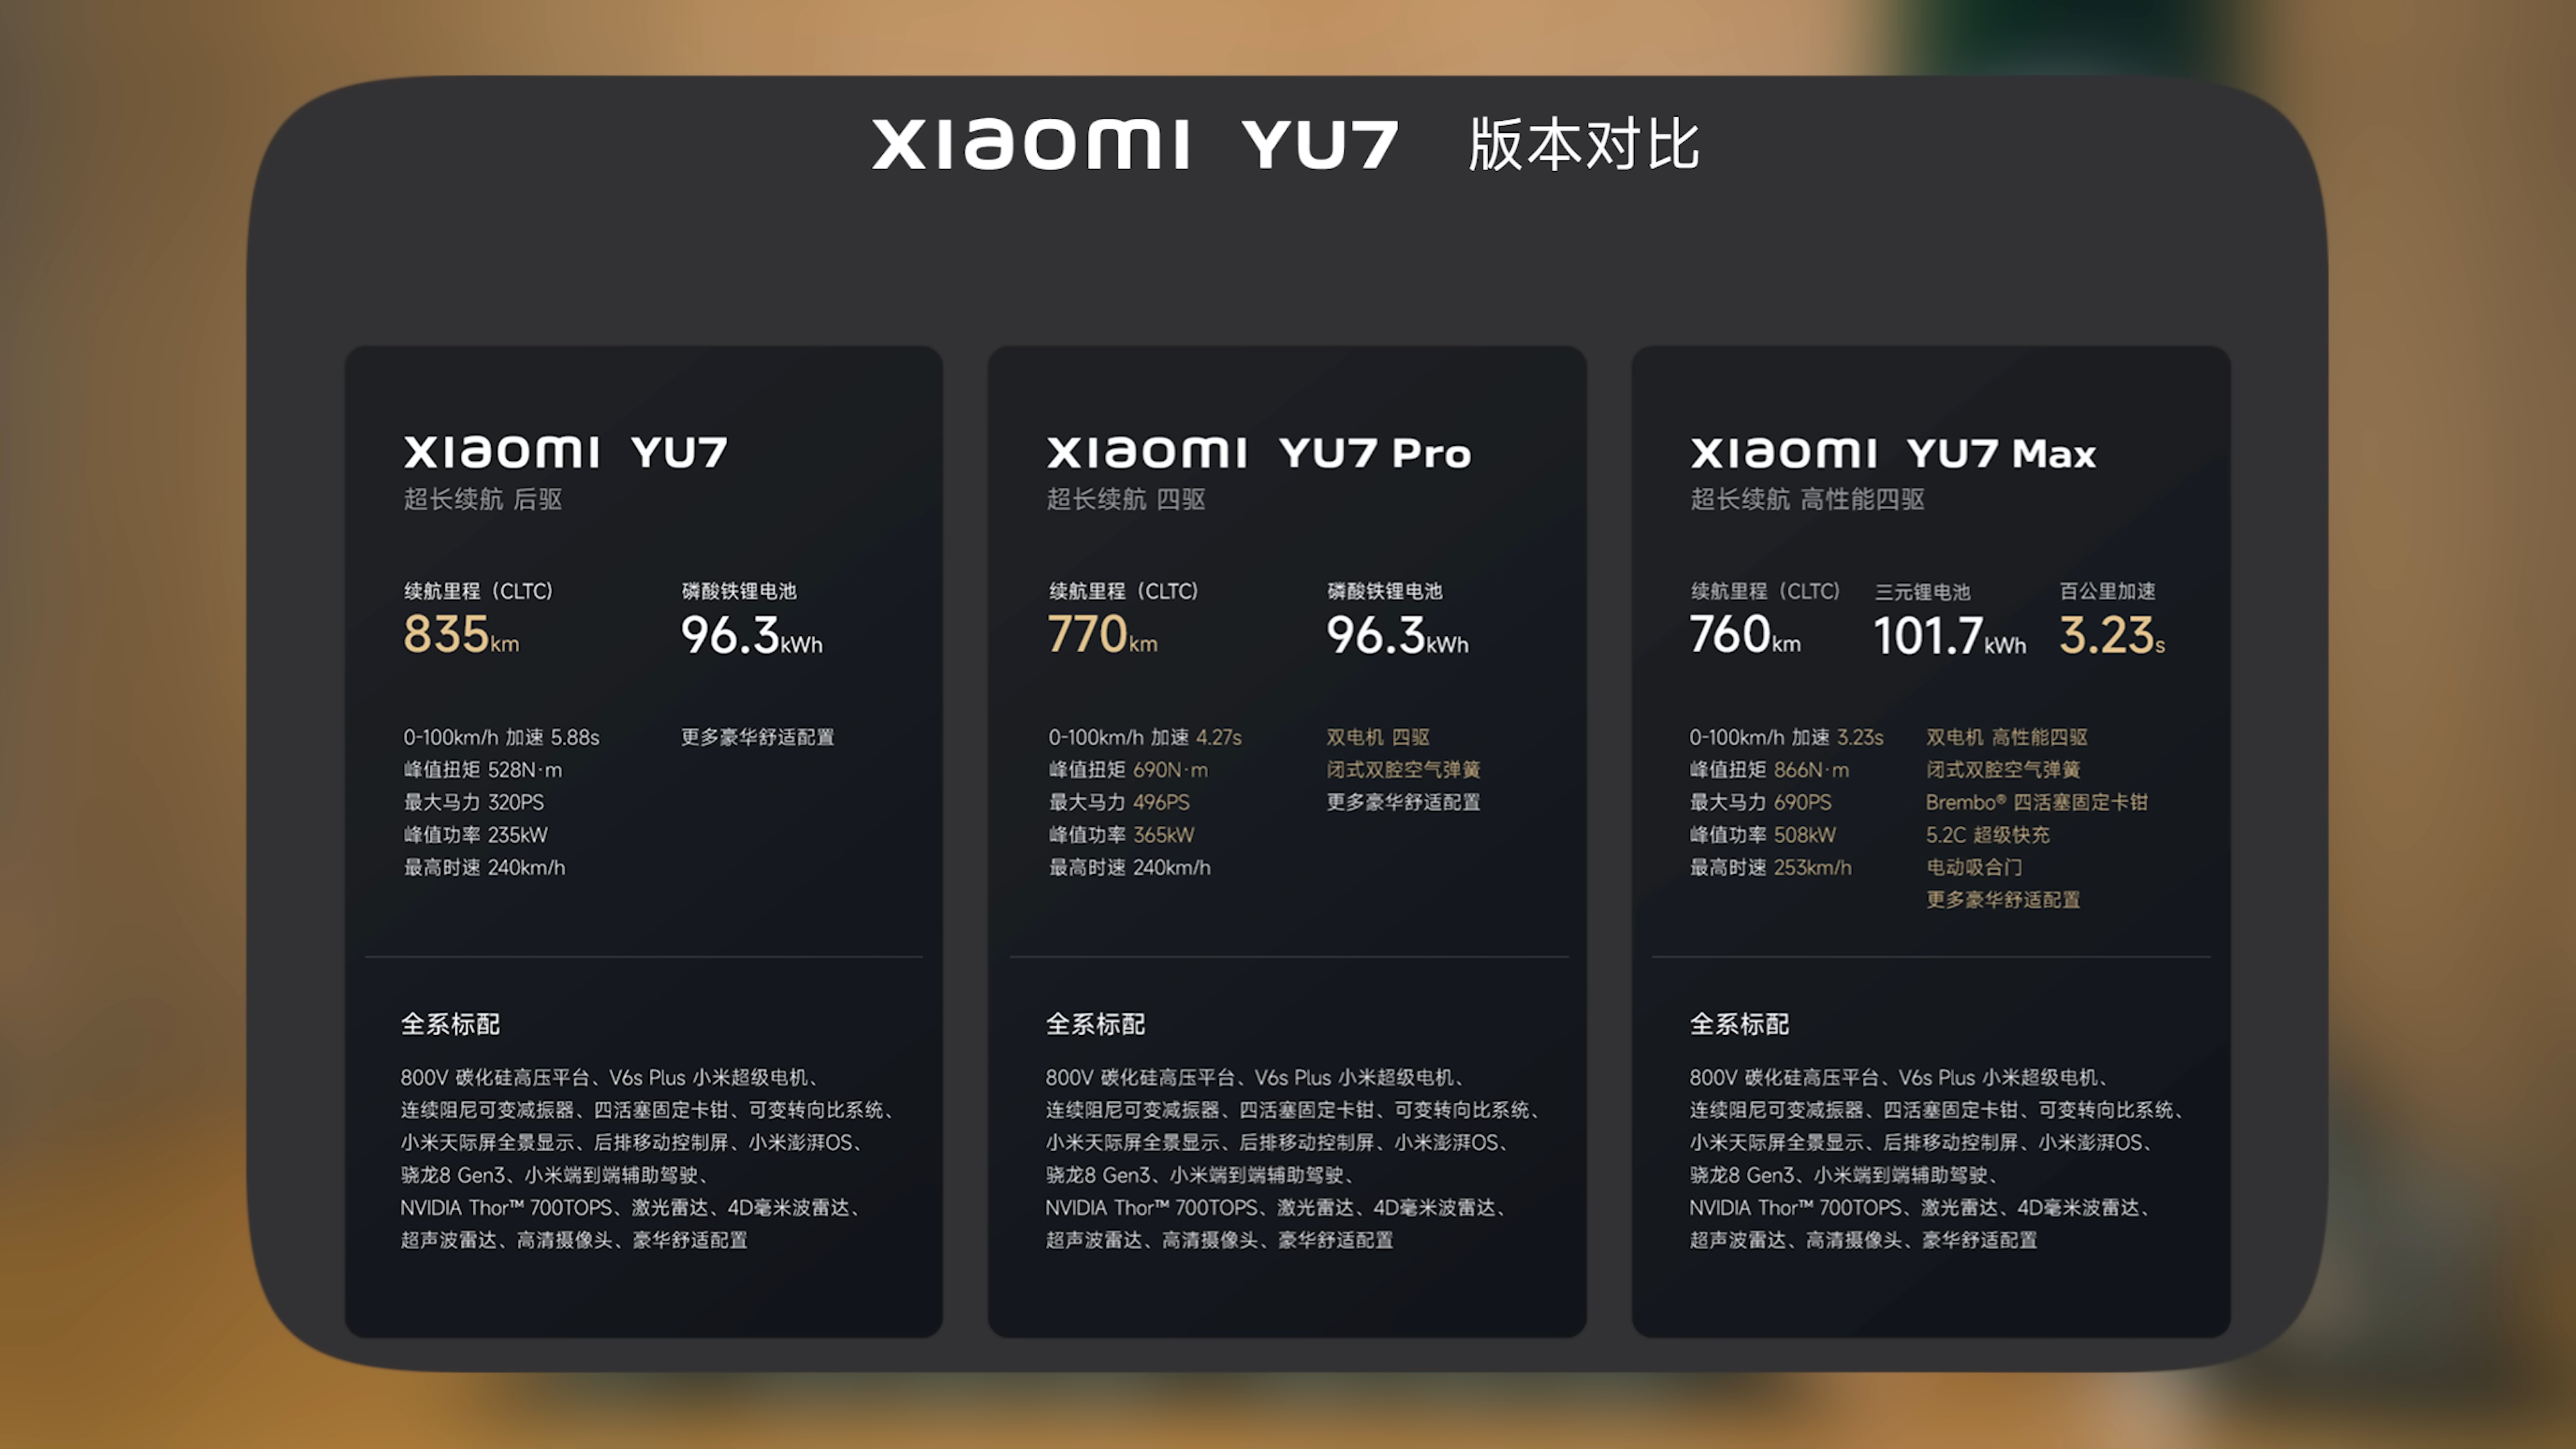 XIAOMI YU7 版本对比
XIAOMI YU7
超长续航 后驱
续航里程（CLTC） 磷酸铁锂电池
835km 96.3kWh
0-100km/h 加速 5.88s 更多豪华舒适配置
峰值扭矩 528N·m
最大马力 320PS
峰值功率 235kW
最高时速 240km/h
全系标配
800V 碳化硅高压平台、V6s Plus 小米超级电机、
连续阻尼可变减振器、四活塞固定卡钳、可变转向比系统、
小米天际屏全景显示、后排移动控制屏、小米澎湃OS、
骁龙8 Gen3、小米端到端辅助驾驶、
NVIDIA Thor™ 700TOPS、激光雷达、4D毫米波雷达、
超声波雷达、高清摄像头、豪华舒适配置
XIAOMI YU7 Pro
超长续航 四驱
续航里程（CLTC） 磷酸铁锂电池
770km 96.3kWh
0-100km/h 加速 4.27s 双电机 四驱
峰值扭矩 690N·m 闭式双腔空气弹簧
最大马力 496PS 更多豪华舒适配置
峰值功率 365kW
最高时速 240km/h
全系标配
800V 碳化硅高压平台、V6s Plus 小米超级电机、
连续阻尼可变减振器、四活塞固定卡钳、可变转向比系统、
小米天际屏全景显示、后排移动控制屏、小米澎湃OS、
骁龙8 Gen3、小米端到端辅助驾驶、
NVIDIA Thor™ 700TOPS、激光雷达、4D毫米波雷达、
超声波雷达、高清摄像头、豪华舒适配置
XIAOMI YU7 Max
超长续航 高性能四驱
续航里程（CLTC） 三元锂电池 百公里加速
760km 101.7kWh 3.23s
0-100km/h 加速 3.23s 双电机 高性能四驱
峰值扭矩 866N·m 闭式双腔空气弹簧
最大马力 690PS Brembo® 四活塞固定卡钳
峰值功率 508kW 5.2C 超级快充
最高时速 253km/h 电动吸合门
更多豪华舒适配置
全系标配
800V 碳化硅高压平台、V6s Plus 小米超级电机、
连续阻尼可变减振器、四活塞固定卡钳、可变转向比系统、
小米天际屏全景显示、后排移动控制屏、小米澎湃OS、
骁龙8 Gen3、小米端到端辅助驾驶、
NVIDIA Thor™ 700TOPS、激光雷达、4D毫米波雷达、
超声波雷达、高清摄像头、豪华舒适配置